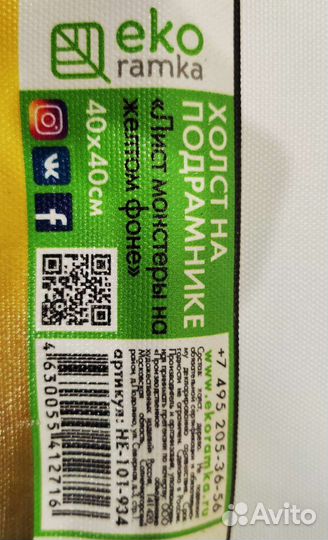 eko
ramka
ХОЛСТ НА
ПОДРАМНИКЕ
«Лист монстеры на
желтом фоне»
40х40см
+7 495 205-36-56
www.ekoramka.ru
артикул: HE-101-934
4630055412716
Avito